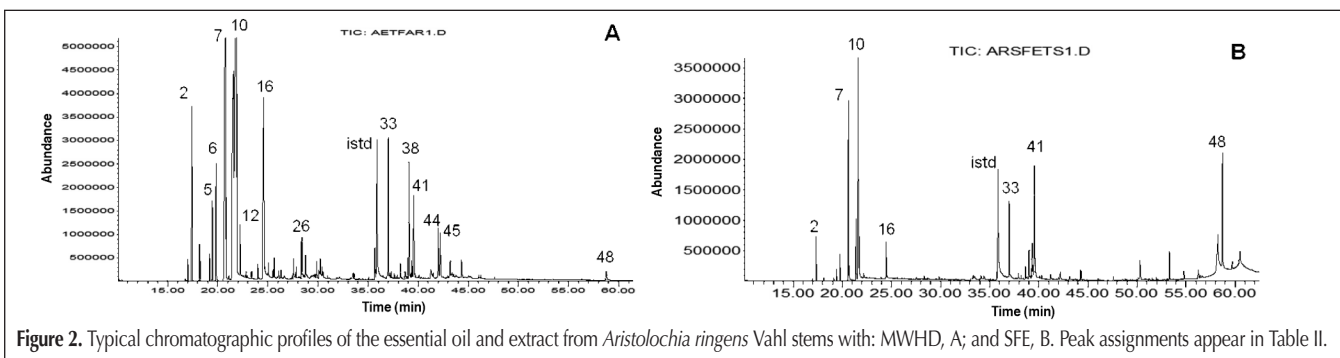 TIC: AETFAR1.D
A
Abundance
5000000
4500000
4000000
3500000
3000000
2500000
2000000
1500000
1000000
500000
2
5
6
7
10
12
16
26
istd
33
38
41
44
45
48
15.00 20.00 25.00 30.00 35.00 40.00 45.00 50.00 55.00 60.00
Time (min)
TIC: ARSFETS1.D
B
Abundance
3500000
3000000
2500000
2000000
1500000
1000000
500000
2
7
10
16
istd
33
41
48
15.00 20.00 25.00 30.00 35.00 40.00 45.00 50.00 55.00 60.00
Time (min)
Figure 2. Typical chromatographic profiles of the essential oil and extract from Aristolochia ringens Vahl stems with: MWHD, A; and SFE, B. Peak assignments appear in Table II.